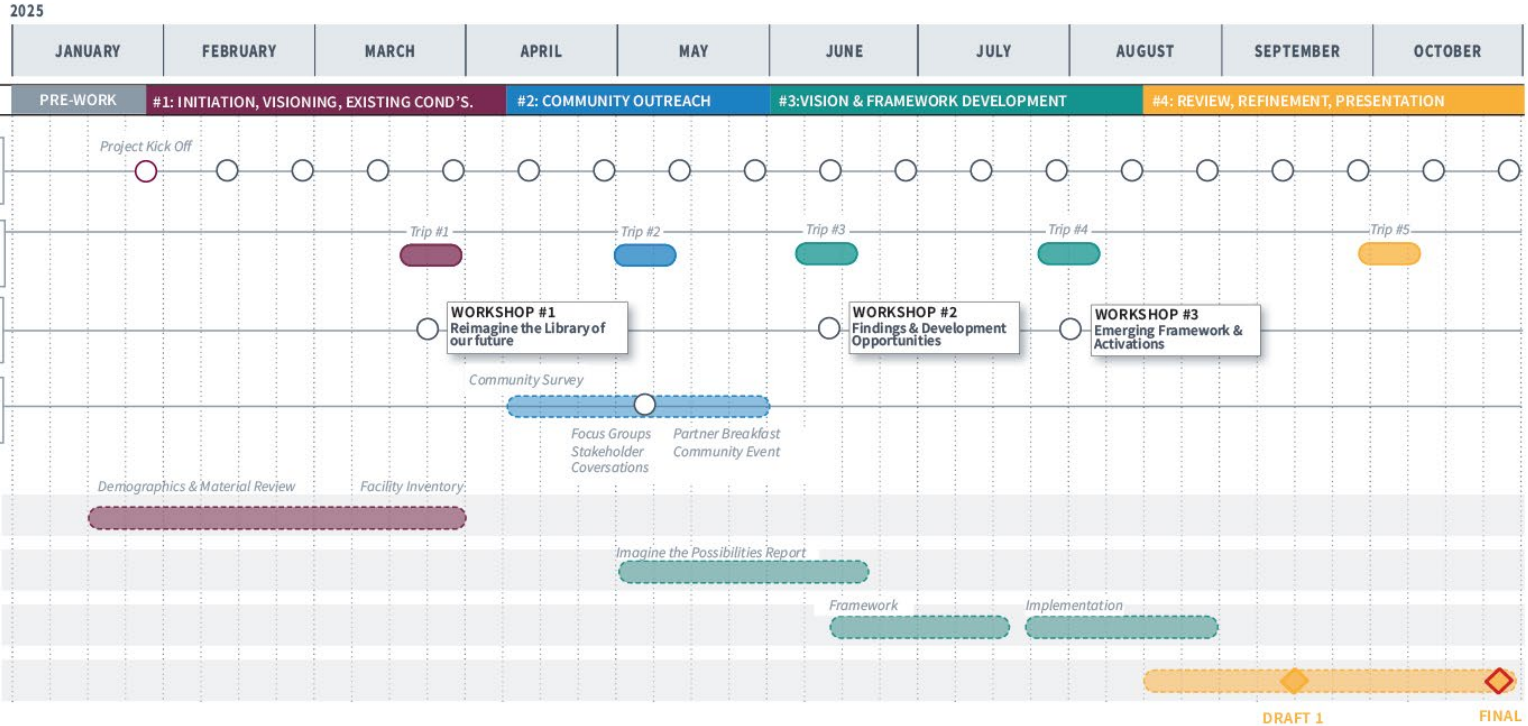 2025
JANUARY
FEBRUARY
MARCH
APRIL
MAY
JUNE
JULY
AUGUST
SEPTEMBER
OCTOBER
PRE-WORK
#1: INITIATION, VISIONING, EXISTING COND'S.
#2: COMMUNITY OUTREACH
#3:VISION & FRAMEWORK DEVELOPMENT
#4: REVIEW, REFINEMENT, PRESENTATION
Project Kick Off
Trip #1
Trip #2
Trip #3
Trip #4
Trip #5
WORKSHOP #1
Reimagine the Library of
our future
WORKSHOP #2
Findings & Development
Opportunities
WORKSHOP #3
Emerging Framework &
Activations
Community Survey
Focus Groups
Stakeholder
Coversations
Partner Breakfast
Community Event
Demographics & Material Review
Facility Inventory
Imagine the Possibilities Report
Framework
Implementation
DRAFT 1
FINAL